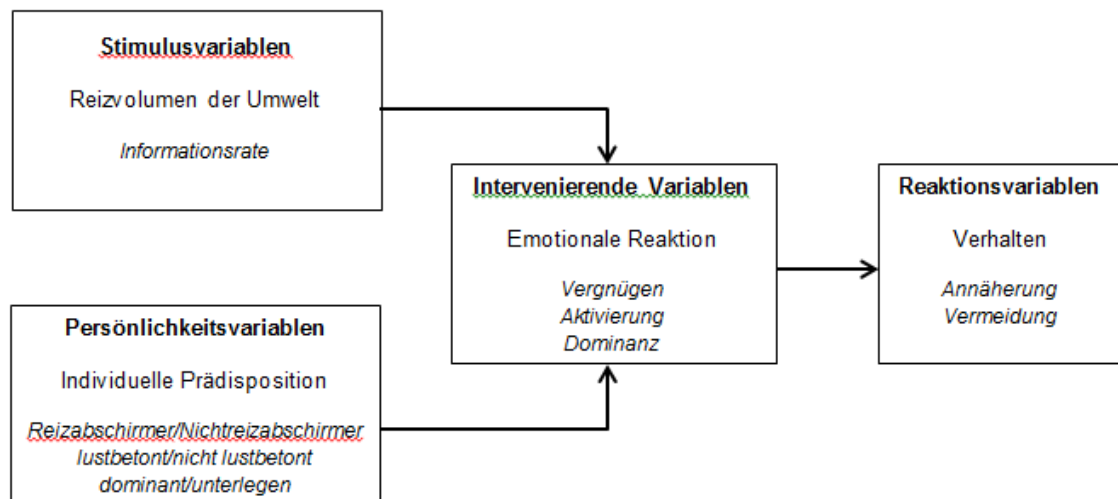 Stimulusvariablen
Reizvolumen der Umwelt
Informationsrate
Persönlichkeitsvariablen
Individuelle Prädisposition
Reizabschirmer/Nichtreizabschirmer
lustbetont/nicht lustbetont
dominant/unterlegen
Intervenierende Variablen
Emotionale Reaktion
Vergnügen
Aktivierung
Dominanz
Reaktionsvariablen
Verhalten
Annäherung
Vermeidung